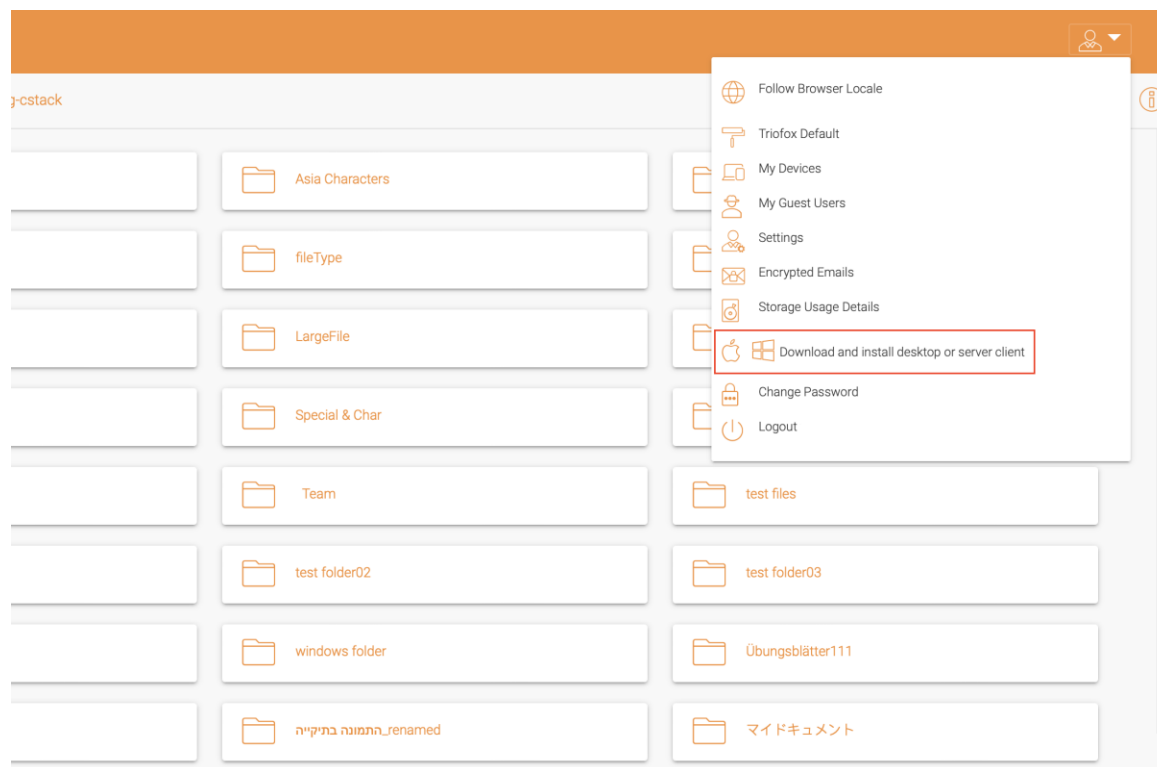 g-cstack
Follow Browser Locale
Triofox Default
My Devices
My Guest Users
Settings
Encrypted Emails
Storage Usage Details
Download and install desktop or server client
Change Password
Logout
Asia Characters
fileType
LargeFile
Special & Char
Team
test files
test folder02
test folder03
windows folder
Übungsblätter111
התמונה בתיקייה_renamed
マイドキュメント